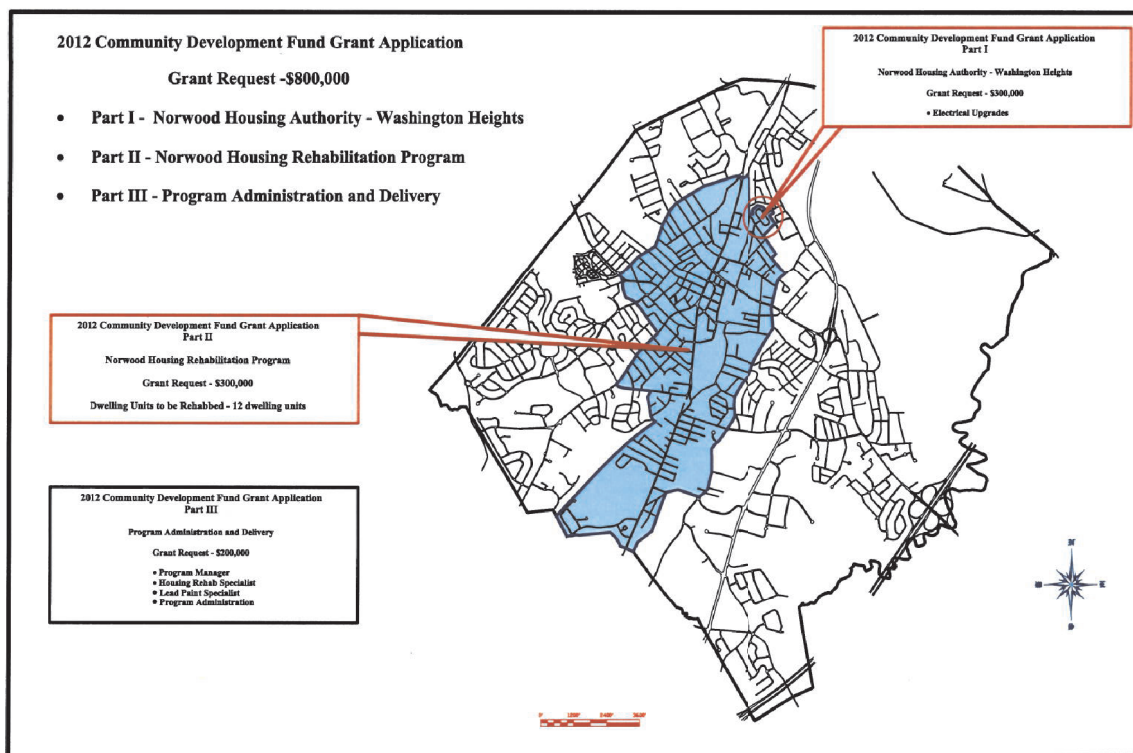 2012 Community Development Fund Grant Application
Grant Request -$800,000
• Part I - Norwood Housing Authority - Washington Heights
• Part II - Norwood Housing Rehabilitation Program
• Part III - Program Administration and Delivery
2012 Community Development Fund Grant Application
Part I
Norwood Housing Authority - Washington Heights
Grant Request - $300,000
• Electrical Upgrades
2012 Community Development Fund Grant Application
Part II
Norwood Housing Rehabilitation Program
Grant Request - $300,000
Dwelling Units to be Rehabbed - 12 dwelling units
2012 Community Development Fund Grant Application
Part III
Program Administration and Delivery
Grant Request - $200,000
• Program Manager
• Housing Rehab Specialist
• Lead Paint Specialist
• Program Administration
N
E